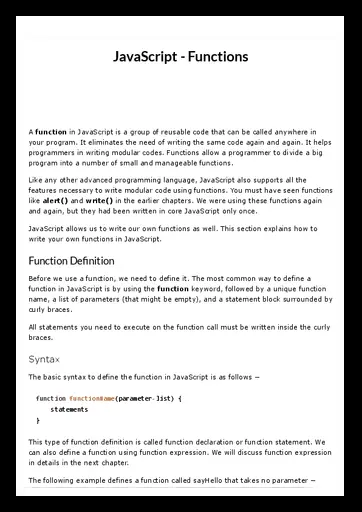 JavaScript - Functions
A function in JavaScript is a group of reusable code that can be called anywhere in
your program. It eliminates the need of writing the same code again and again. It helps
programmers in writing modular codes. Functions allow a programmer to divide a big
program into a number of small and manageable functions.
Like any other advanced programming language, JavaScript also supports all the
features necessary to write modular code using functions. You must have seen functions
like alert() and write() in the earlier chapters. We were using these functions again
and again, but they had been written in core JavaScript only once.
JavaScript allows us to write our own functions as well. This section explains how to
write your own functions in JavaScript.
Function Definition
Before we use a function, we need to define it. The most common way to define a
function in JavaScript is by using the function keyword, followed by a unique function
name, a list of parameters (that might be empty), and a statement block surrounded by
curly braces.
All statements you need to execute on the function call must be written inside the curly
braces.
Syntax
The basic syntax to define the function in JavaScript is as follows −
function functionName(parameter-list) {
statements
}
This type of function definition is called function declaration or function statement. We
can also define a function using function expression. We will discuss function expression
in details in the next chapter.
The following example defines a function called sayHello that takes no parameter −